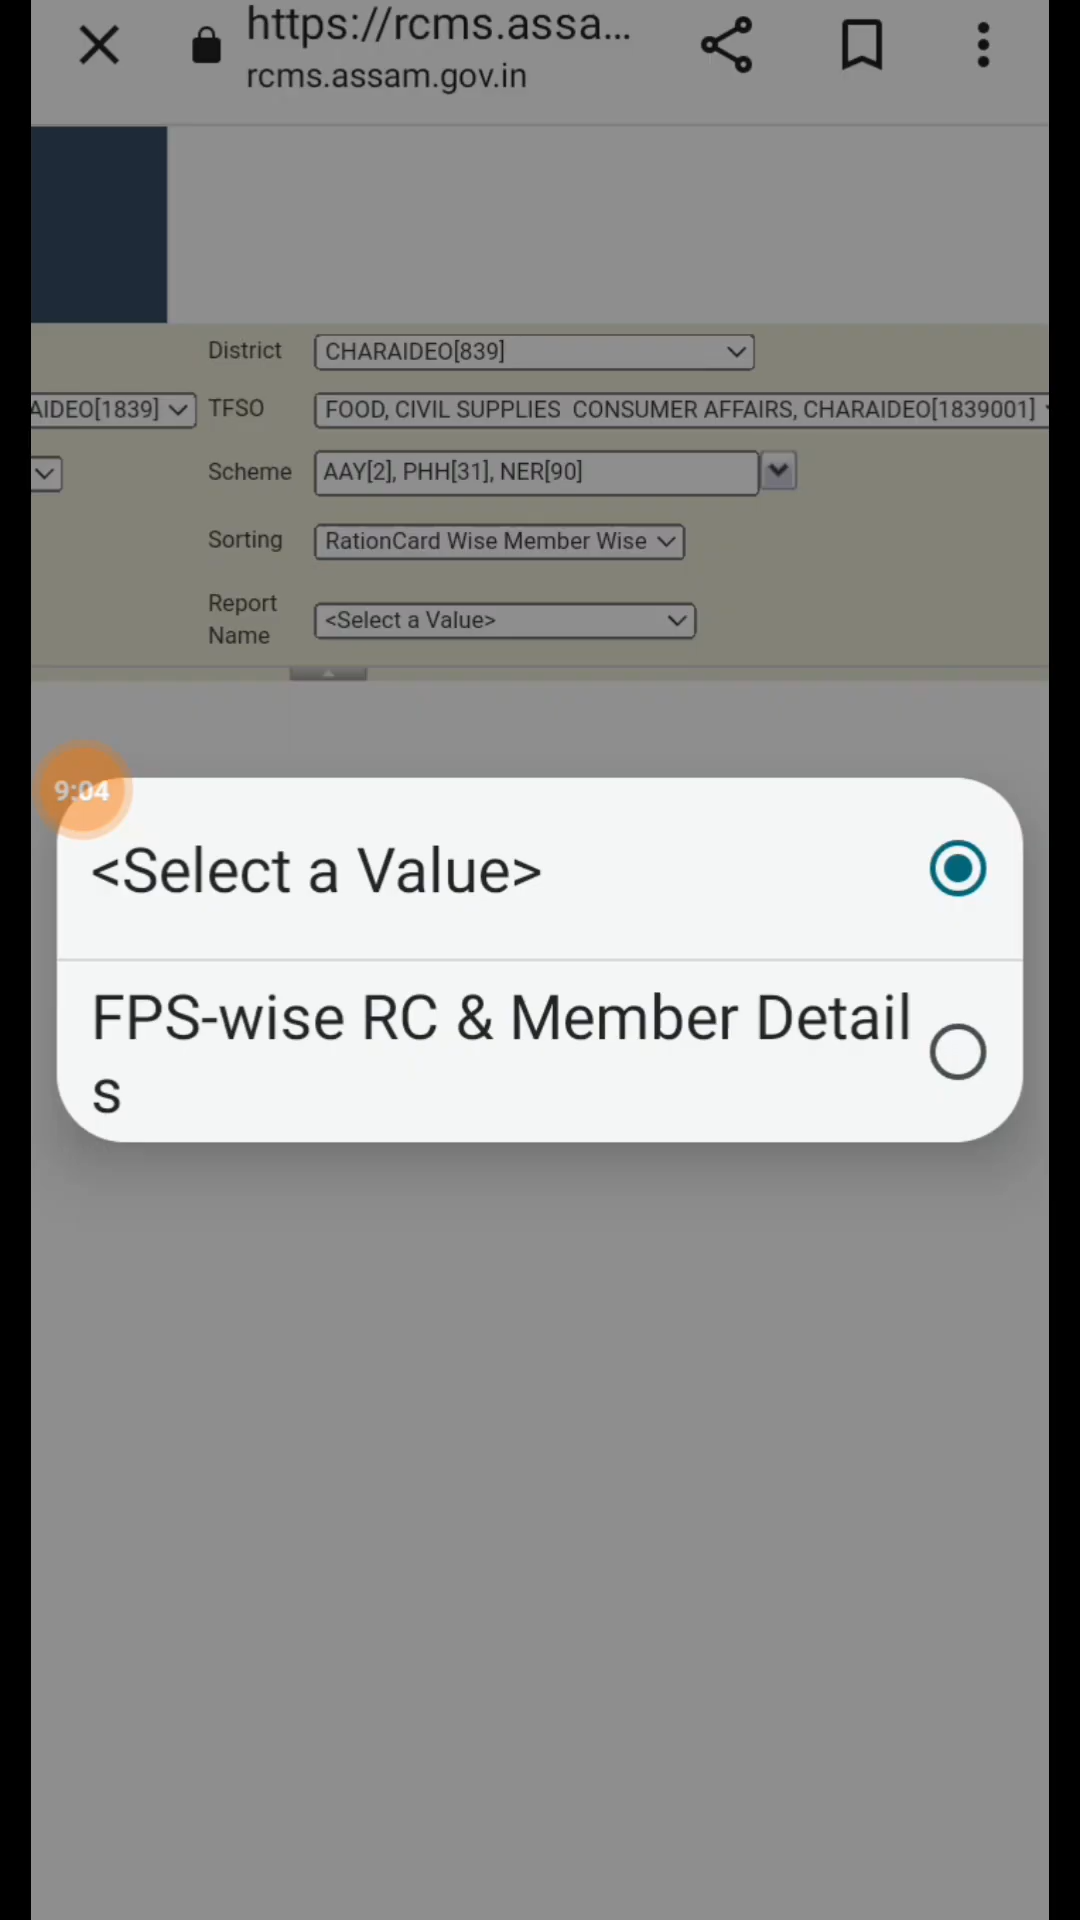 https://rcms.assa...
rcms.assam.gov.in
District CHARAIDEO[839]
AIDEO[1839] TFSO FOOD, CIVIL SUPPLIES  CONSUMER AFFAIRS, CHARAIDEO[1839001]
Scheme AAY[2], PHH[31], NER[90]
Sorting RationCard Wise Member Wise
Report
Name <Select a Value>
9:04
<Select a Value>
FPS-wise RC & Member Detail
s